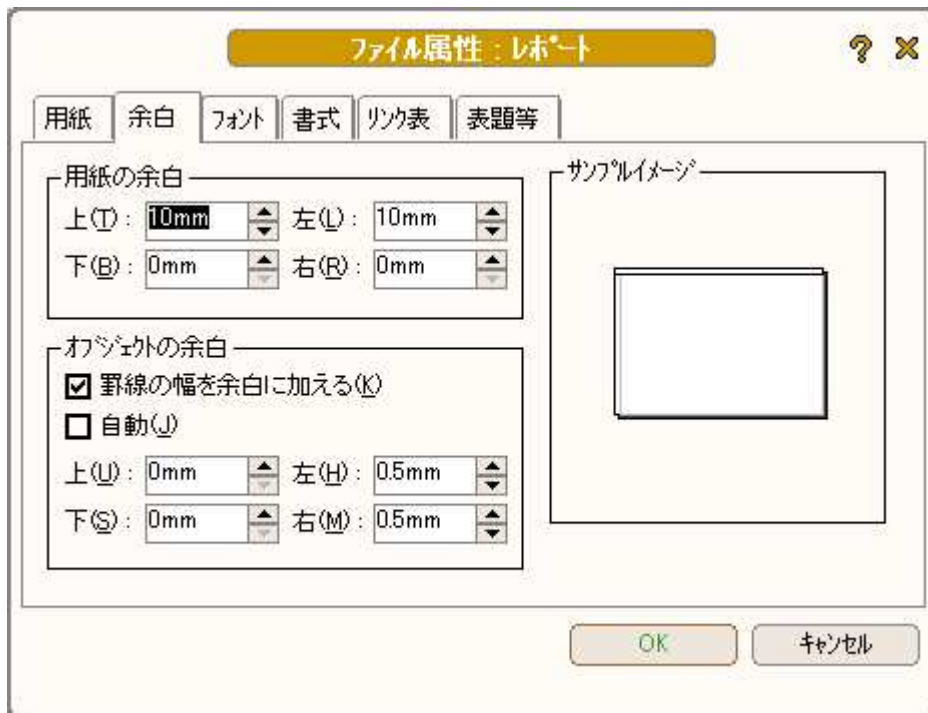 ファイル属性：レポート
用紙 余白 フォント 書式 リンク表 表題等
用紙の余白
上(T)： 10mm 左(L)： 10mm
下(B)： 0mm 右(R)： 0mm
オブジェクトの余白
罫線の幅を余白に加える(K)
自動(J)
上(U)： 0mm 左(H)： 0.5mm
下(S)： 0mm 右(M)： 0.5mm
サンプルイメージ
OK キャンセル